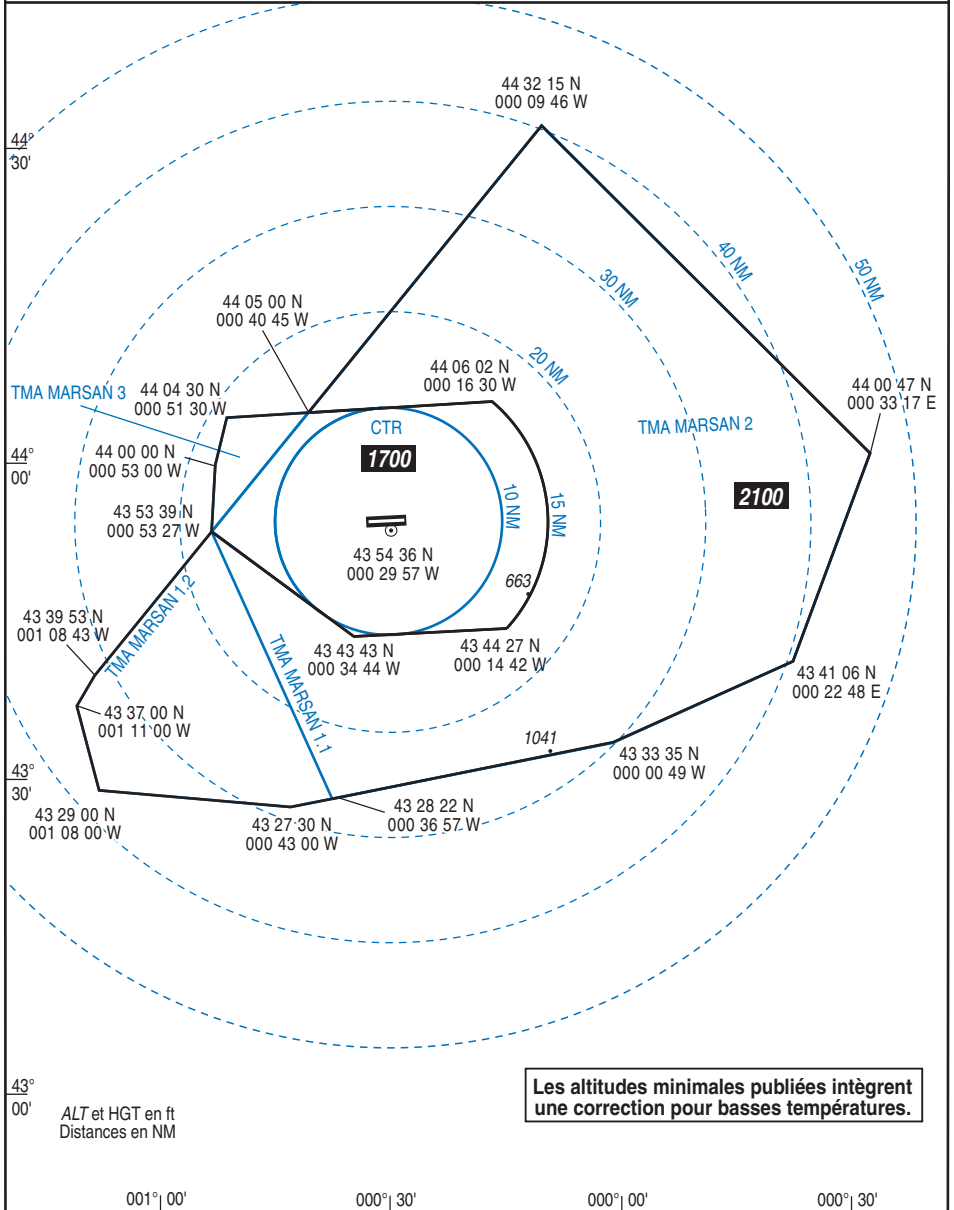 44 32 15 N
000 09 46 W
44°
30'
40 NM
50 NM
30 NM
44 05 00 N
000 40 45 W
20 NM
44 06 02 N
000 16 30 W
TMA MARSAN 3
44 04 30 N
000 51 30 W
44 00 47 N
000 33 17 E
CTR
TMA MARSAN 2
44 00 00 N
000 53 00 W
1700
44°
00'
2100
10 NM
15 NM
43 53 39 N
000 53 27 W
43 54 36 N
000 29 57 W
663
TMA MARSAN 1.2
43 39 53 N
001 08 43 W
43 43 43 N
000 34 44 W
43 44 27 N
000 14 42 W
TMA MARSAN 1.1
43 41 06 N
000 22 48 E
43 37 00 N
001 11 00 W
1041
43 33 35 N
000 00 49 W
43°
30'
43 29 00 N
001 08 00 W
43 27 30 N
000 43 00 W
43 28 22 N
000 36 57 W
Les altitudes minimales publiées intègrent
une correction pour basses températures.
43°
00'
ALT et HGT en ft
Distances en NM
001° 00'
000° 30'
000° 00'
000° 30'